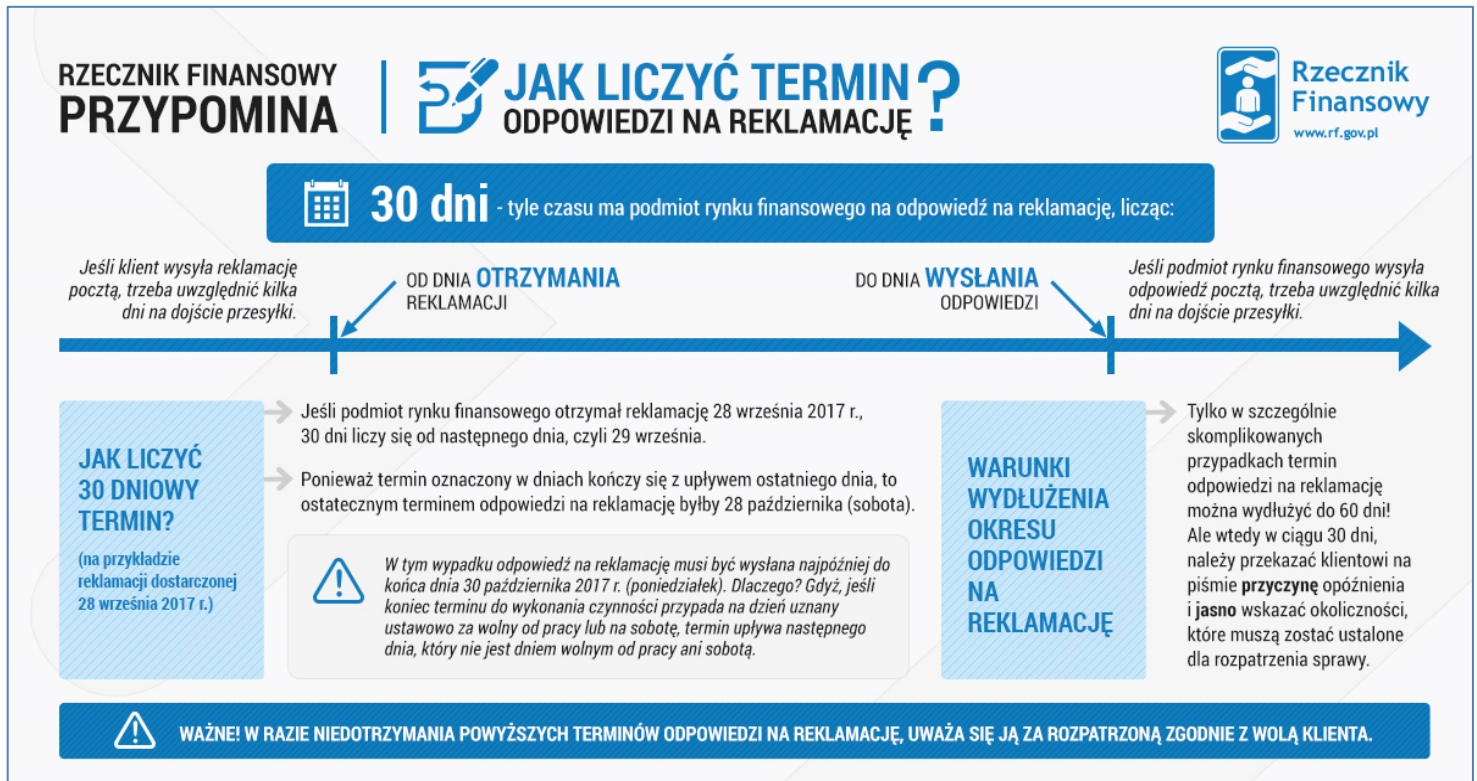 RZECZNIK FINANSOWY
PRZYPOMINA
JAK LICZYĆ TERMIN
ODPOWIEDZI NA REKLAMACJĘ ?
Rzecznik
Finansowy
www.rf.gov.pl
30 dni - tyle czasu ma podmiot rynku finansowego na odpowiedź na reklamację, licząc:
Jeśli klient wysyła reklamację
pocztą, trzeba uwzględnić kilka
dni na dojście przesyłki.
OD DNIA OTRZYMANIA
REKLAMACJI
DO DNIA WYSŁANIA
ODPOWIEDZI
Jeśli podmiot rynku finansowego wysyła
odpowiedź pocztą, trzeba uwzględnić kilka
dni na dojście przesyłki.
JAK LICZYĆ
30 DNIOWY
TERMIN?
(na przykładzie
reklamacji dostarczonej
28 września 2017 r.)
Jeśli podmiot rynku finansowego otrzymał reklamację 28 września 2017 r.,
30 dni liczy się od następnego dnia, czyli 29 września.
Ponieważ termin oznaczony w dniach kończy się z upływem ostatniego dnia, to
ostatecznym terminem odpowiedzi na reklamację byłby 28 października (sobota).
W tym wypadku odpowiedź na reklamację musi być wysłana najpóźniej do
końca dnia 30 października 2017 r. (poniedziałek). Dlaczego? Gdyż, jeśli
koniec terminu do wykonania czynności przypada na dzień uznany
ustawowo za wolny od pracy lub na sobotę, termin upływa następnego
dnia, który nie jest dniem wolnym od pracy ani sobotą.
WARUNKI
WYDŁUŻENIA
OKRESU
ODPOWIEDZI
NA
REKLAMACJĘ
Tylko w szczególnie
skomplikowanych
przypadkach termin
odpowiedzi na reklamację
można wydłużyć do 60 dni!
Ale wtedy w ciągu 30 dni,
należy przekazać klientowi na
piśmie przyczynę opóźnienia
i jasno wskazać okoliczności,
które muszą zostać ustalone
dla rozpatrzenia sprawy.
WAŻNE! W RAZIE NIEDOTRZYMANIA POWYŻSZYCH TERMINÓW ODPOWIEDZI NA REKLAMACJĘ, UWAŻA SIĘ JĄ ZA ROZPATRZONĄ ZGODNIE Z WOLĄ KLIENTA.